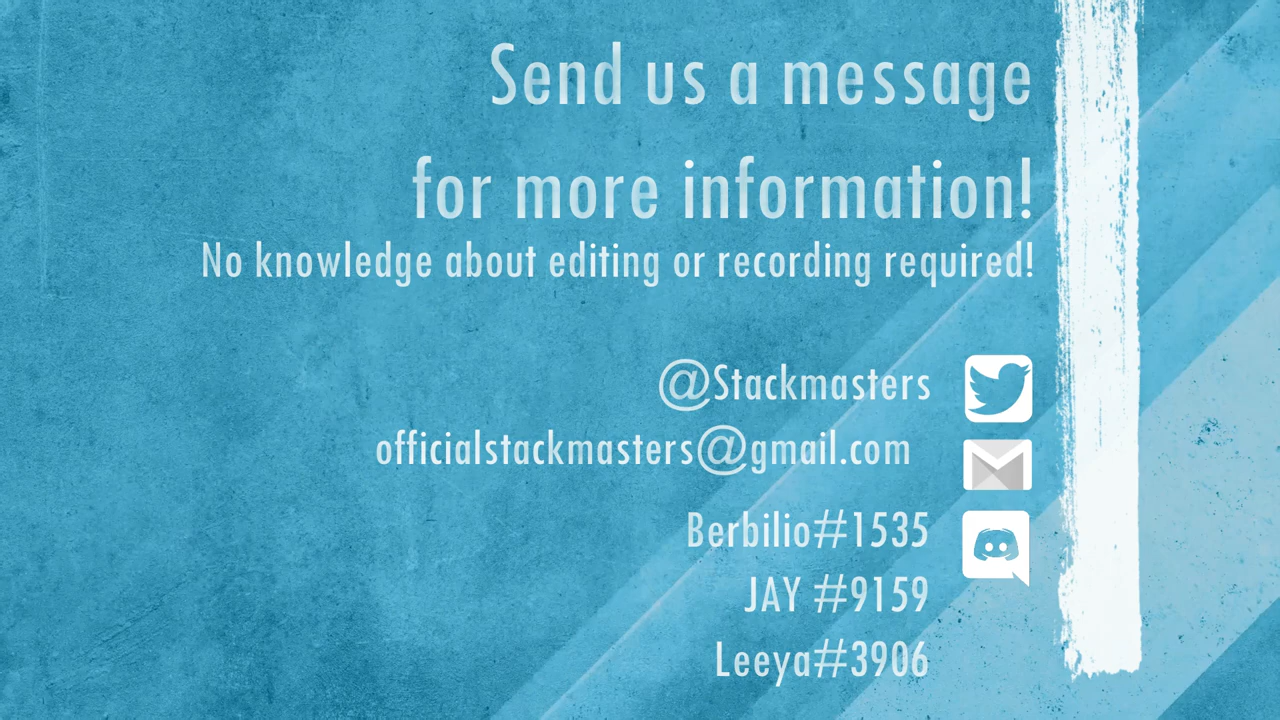 Send us a message
for more information!
No knowledge about editing or recording required!
@Stackmasters
officialstackmasters@gmail.com
Berbilio#1535
JAY #9159
Leeya#3906